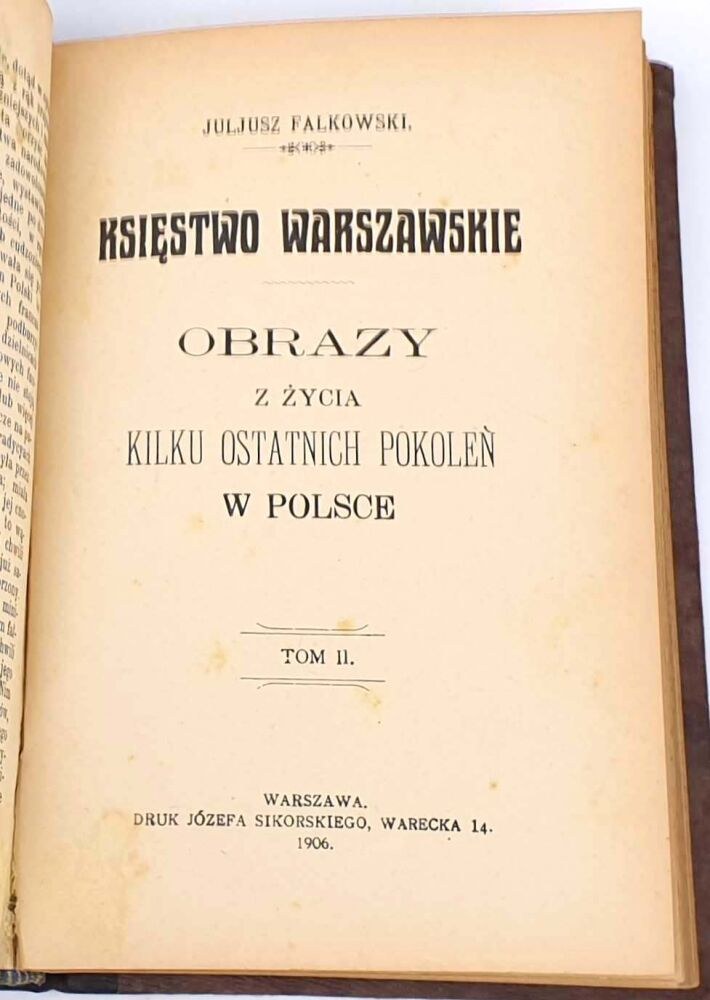 JULJUSZ FALKOWSKI,
KSIĘSTWO WARSZAWSKIE
OBRAZY
Z ŻYCIA
KILKU OSTATNICH POKOLEŃ
W POLSCE
TOM II.
WARSZAWA.
DRUK JÓZEFA SIKORSKIEGO, WARECKA 14.
1906.